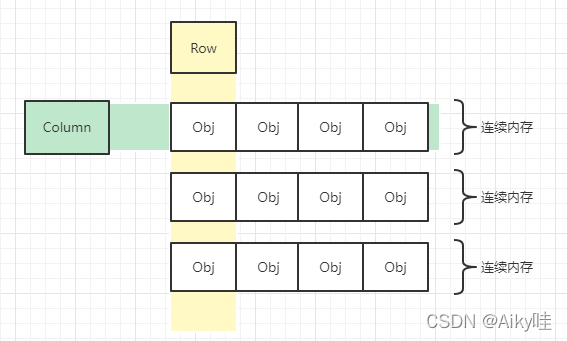 Row
Column Obj Obj Obj Obj 连续内存
Obj Obj Obj Obj 连续内存
Obj Obj Obj Obj 连续内存
CSDN @Aiky哇